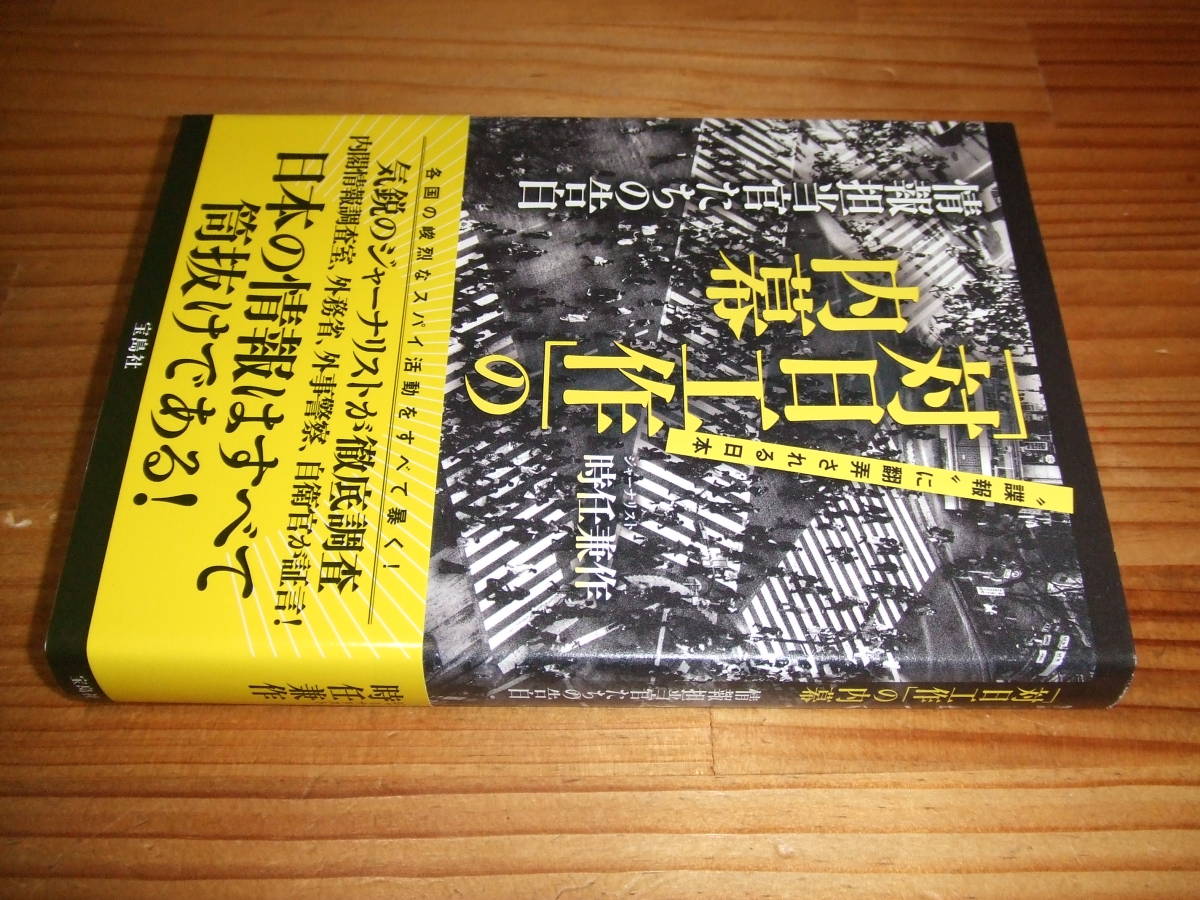 “諜報”に翻弄される日本
「対日工作」の
内幕
情報担当官たちの告白
ジャーナリスト
時任兼作
各国の峻烈なスパイ活動をすべて暴く!
気鋭のジャーナリストが徹底調査
内閣情報調査室、外務省、外事警察、自衛官が証言!
日本の情報はすべて
筒抜けである!
宝島社
「対日工作」の内幕
情報担当官たちの告白
時任兼作
宝島社